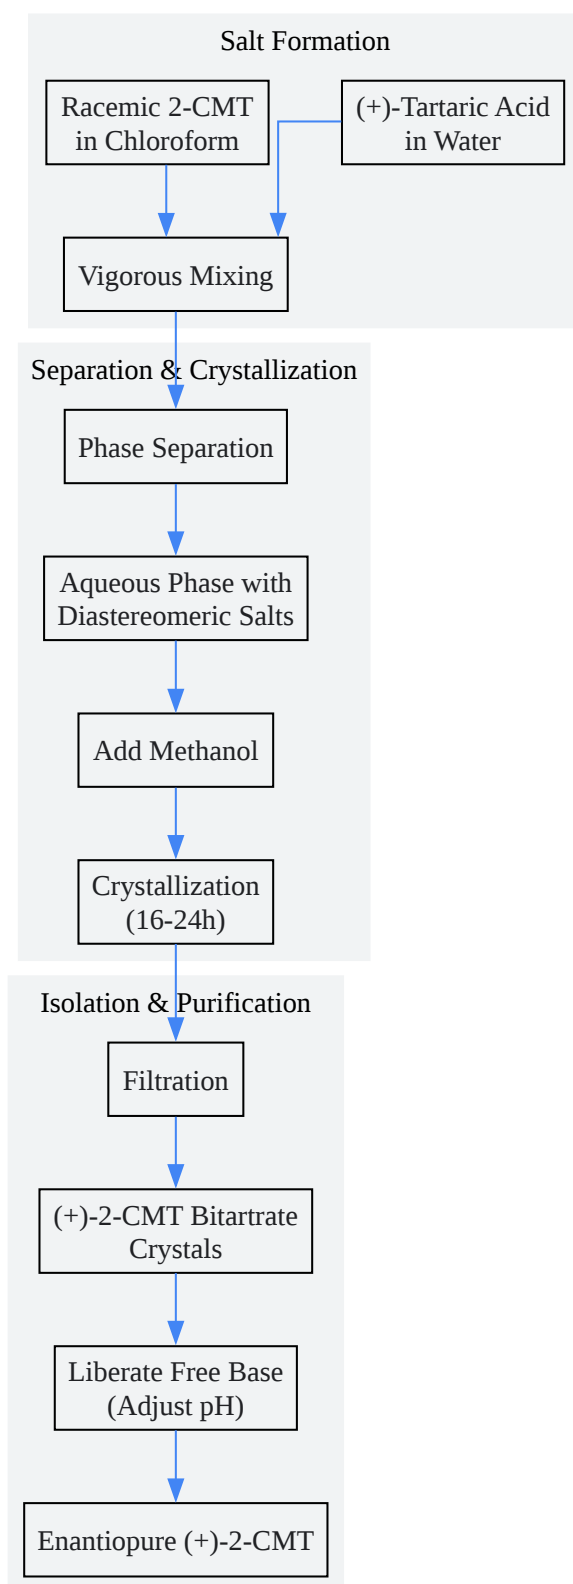 Salt Formation
Racemic 2-CMT
in Chloroform
(+)-Tartaric Acid
in Water
Vigorous Mixing
Separation & Crystallization
Phase Separation
Aqueous Phase with
Diastereomeric Salts
Add Methanol
Crystallization
(16-24h)
Isolation & Purification
Filtration
(+)-2-CMT Bitartrate
Crystals
Liberate Free Base
(Adjust pH)
Enantiopure (+)-2-CMT